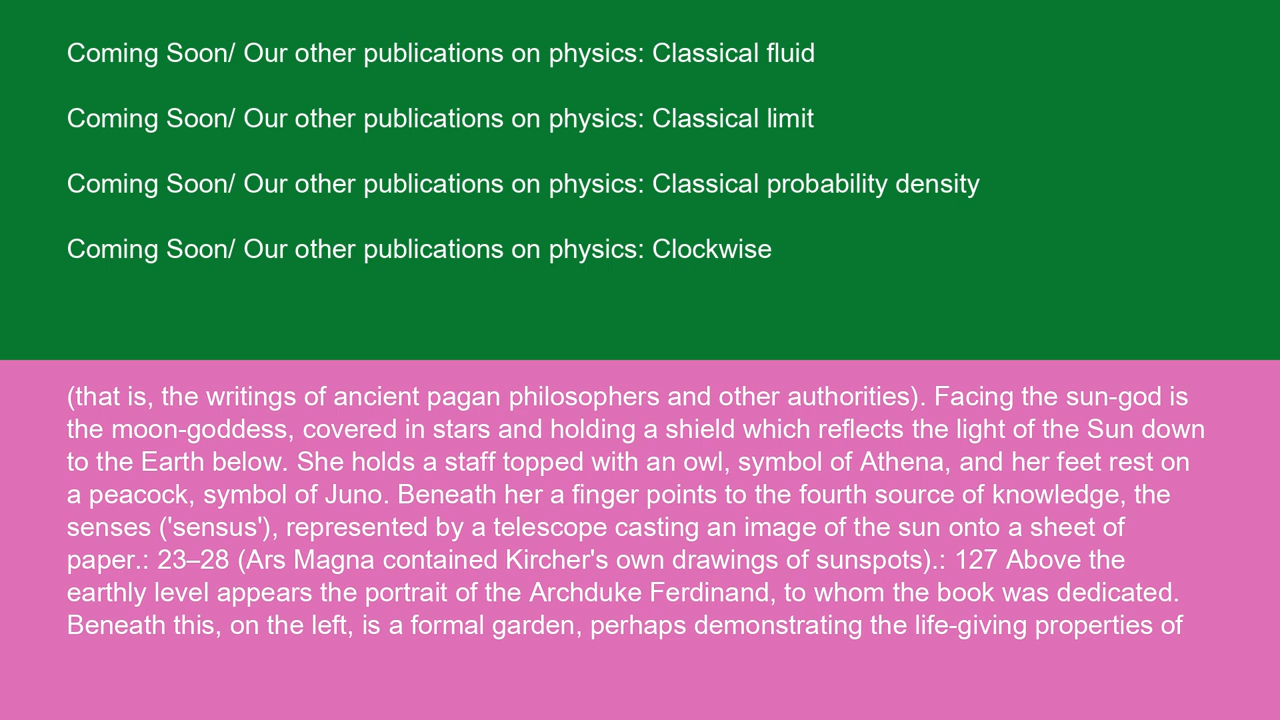 Coming Soon/ Our other publications on physics: Classical fluid
Coming Soon/ Our other publications on physics: Classical limit
Coming Soon/ Our other publications on physics: Classical probability density
Coming Soon/ Our other publications on physics: Clockwise
(that is, the writings of ancient pagan philosophers and other authorities). Facing the sun-god is
the moon-goddess, covered in stars and holding a shield which reflects the light of the Sun down
to the Earth below. She holds a staff topped with an owl, symbol of Athena, and her feet rest on
a peacock, symbol of Juno. Beneath her a finger points to the fourth source of knowledge, the
senses ('sensus'), represented by a telescope casting an image of the sun onto a sheet of
paper.: 23–28 (Ars Magna contained Kircher's own drawings of sunspots).: 127 Above the
earthly level appears the portrait of the Archduke Ferdinand, to whom the book was dedicated.
Beneath this, on the left, is a formal garden, perhaps demonstrating the life-giving properties of